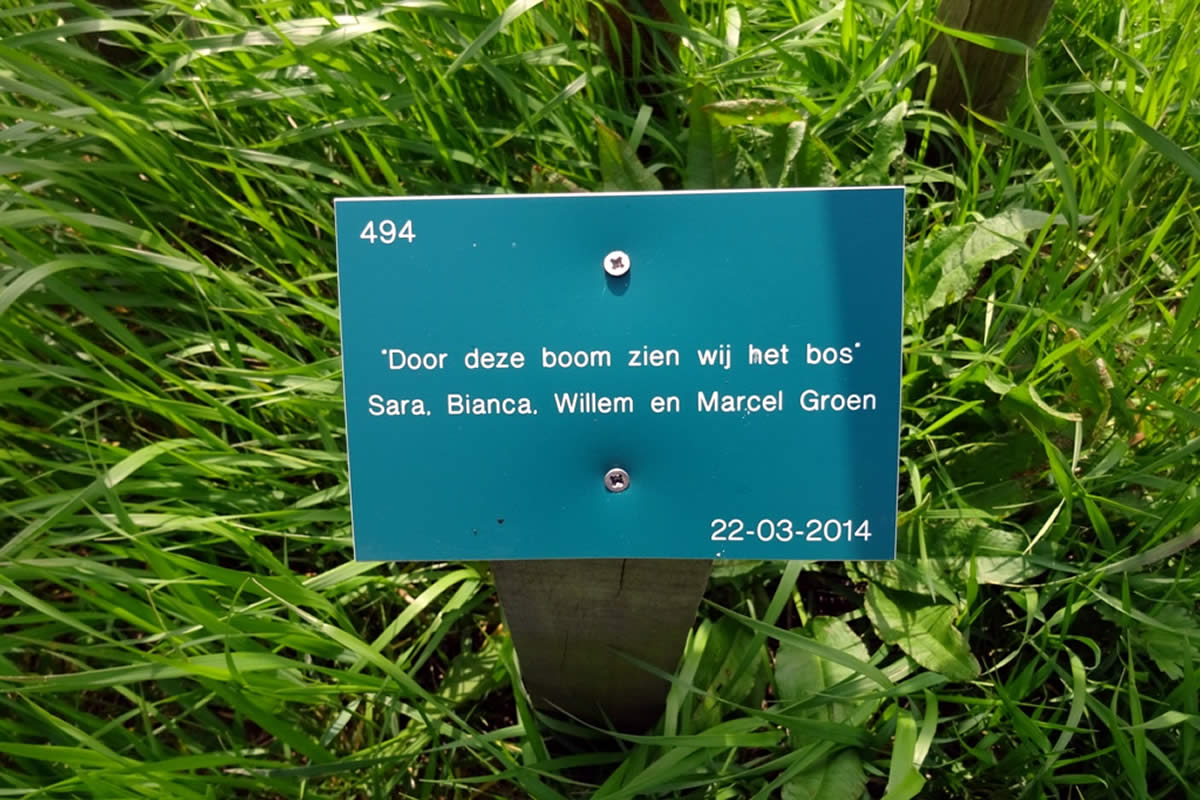 494
"Door deze boom zien wij het bos"
Sara, Bianca, Willem en Marcel Groen
22-03-2014